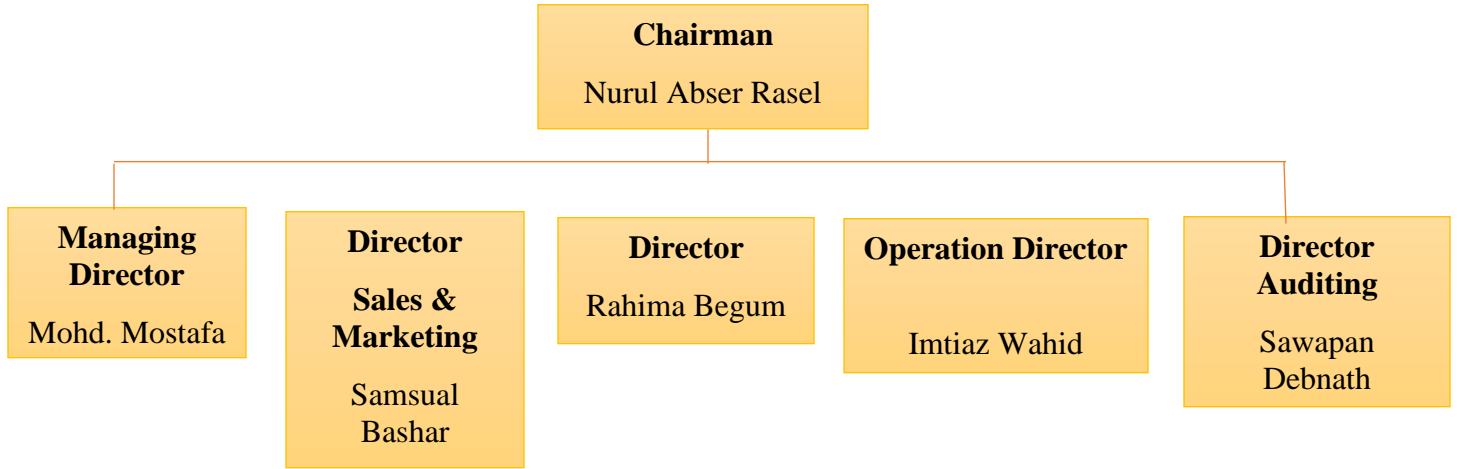 Chairman
Nurul Abser Rasel
Managing
Director
Mohd. Mostafa
Director
Sales &
Marketing
Samsual
Bashar
Director
Rahima Begum
Operation Director
Imtiaz Wahid
Director
Auditing
Sawapan
Debnath